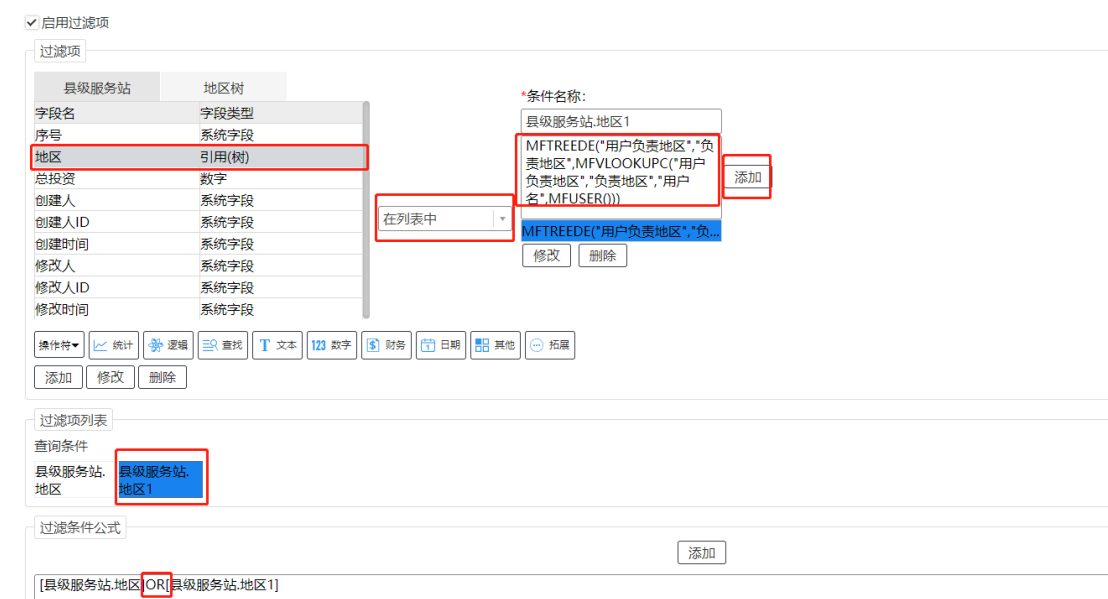 启用过滤项
过滤项
县级服务站 地区树
字段名 字段类型
序号 系统字段
地区 引用(树)
总投资 数字
创建人 系统字段
创建人ID 系统字段
创建时间 系统字段
修改人 系统字段
修改人ID 系统字段
修改时间 系统字段
在列表中
*条件名称:
县级服务站.地区1
MFTREEDE("用户负责地区","负
责地区",MFVLOOKUPC("用户
负责地区","负责地区","用户
名",MFUSER()))
添加
MFTREEDE("用户负责地区","负...
修改 删除
操作符 统计 逻辑 查找 T 文本 123 数字 财务 日期 其他 拓展
添加 修改 删除
过滤项列表
查询条件
县级服务站.
地区
县级服务站.
地区1
过滤条件公式
添加
[县级服务站.地区]OR[县级服务站.地区1]